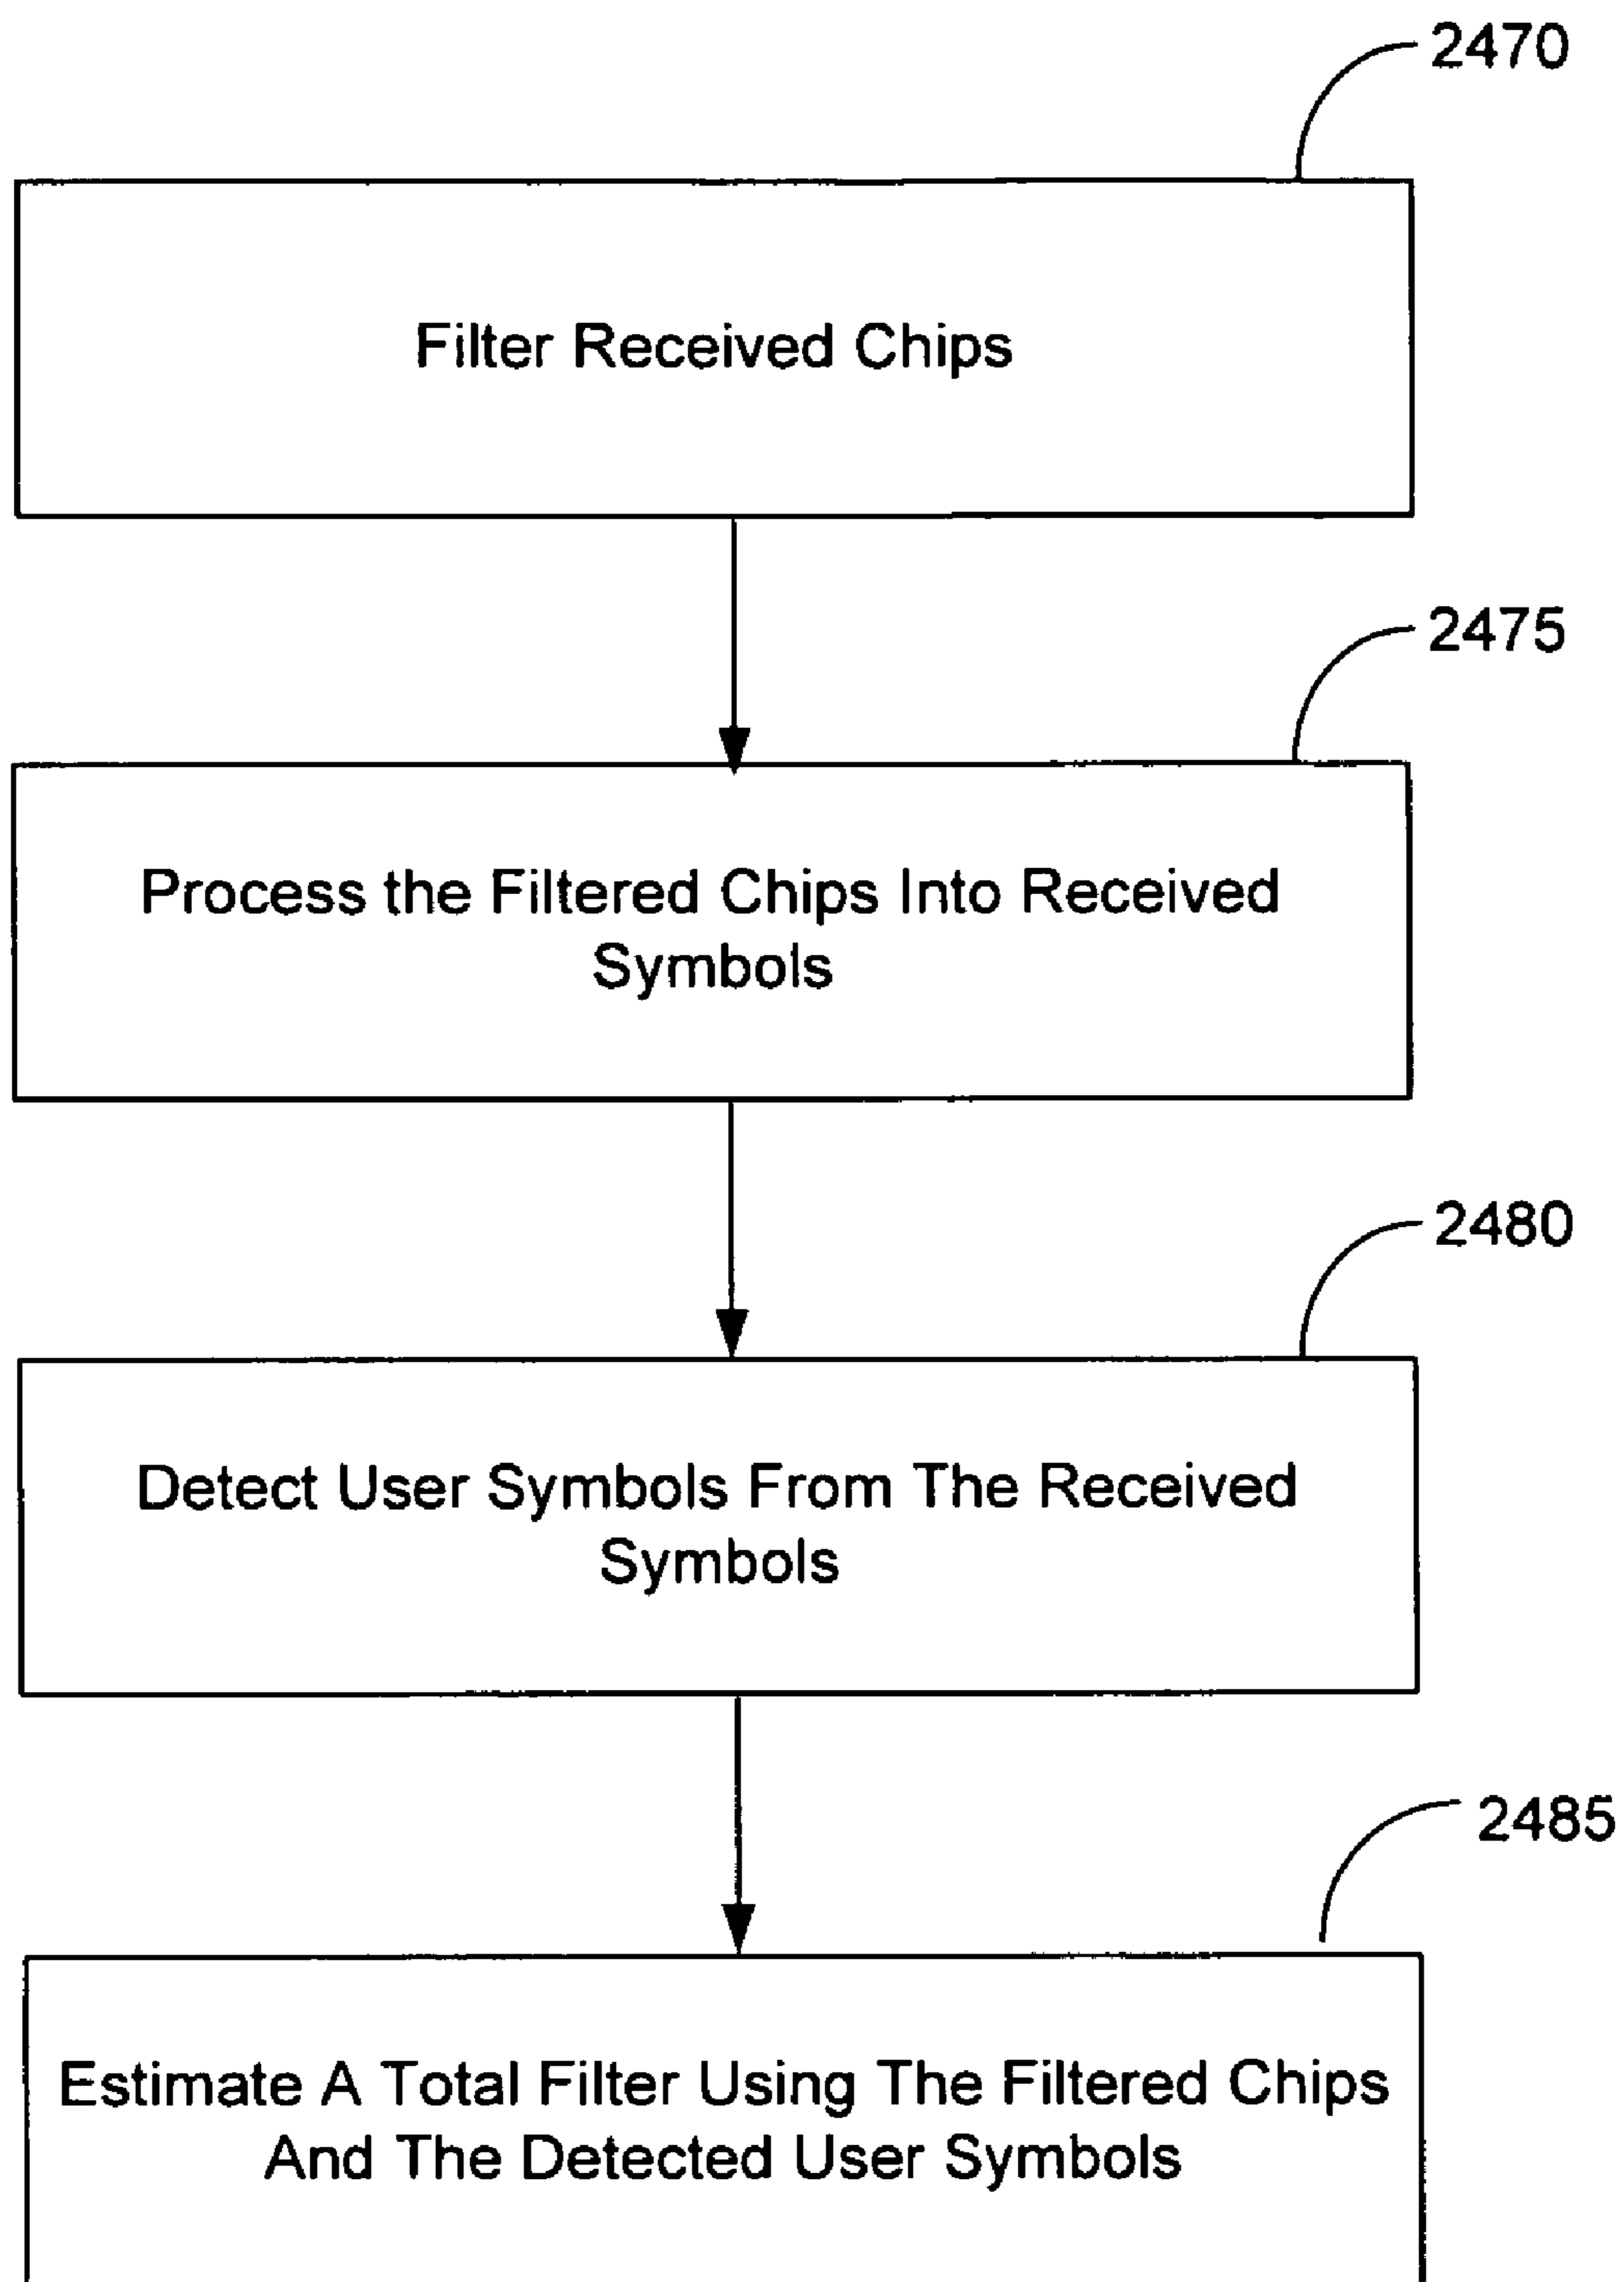 2470
Filter Received Chips
2475
Process the Filtered Chips Into Received
Symbols
2480
Detect User Symbols From The Received
Symbols
2485
Estimate A Total Filter Using The Filtered Chips
And The Detected User Symbols